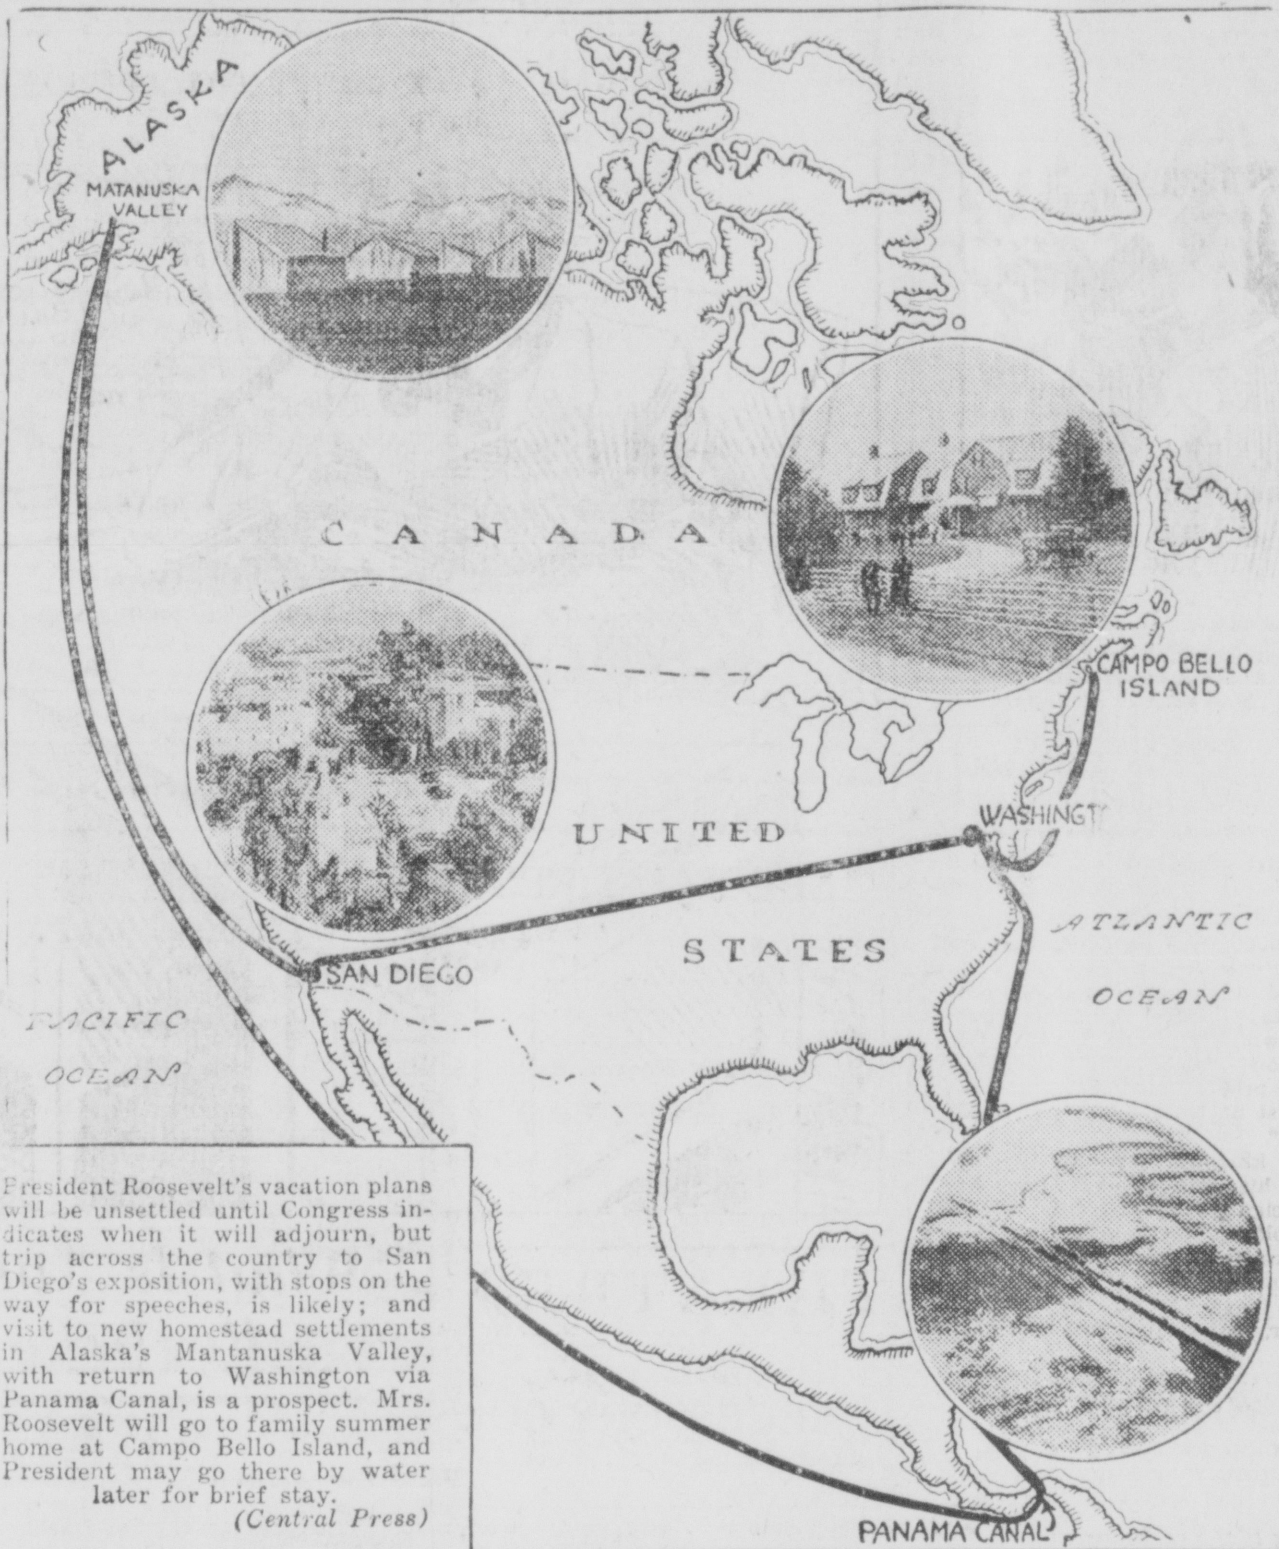 ALASKA
MATANUSKA
VALLEY
CANADA
CAMPO BELLO
ISLAND
WASHINGT
UNITED
STATES
ATLANTIC
OCEAN
SAN DIEGO
PACIFIC
OCEAN
President Roosevelt's vacation plans
will be unsettled until Congress in-
dicates when it will adjourn, but
trip across the country to San
Diego's exposition, with stops on the
way for speeches, is likely; and
visit to new homestead settlements
in Alaska's Mantanuska Valley,
with return to Washington via
Panama Canal, is a prospect. Mrs.
Roosevelt will go to family summer
home at Campo Bello Island, and
President may go there by water
later for brief stay.
(Central Press)
PANAMA CANAL